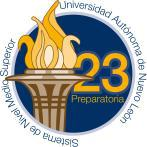 Sistema de Nivel Medio Superior
Universidad Autónoma de Nuevo León
23
Preparatoria